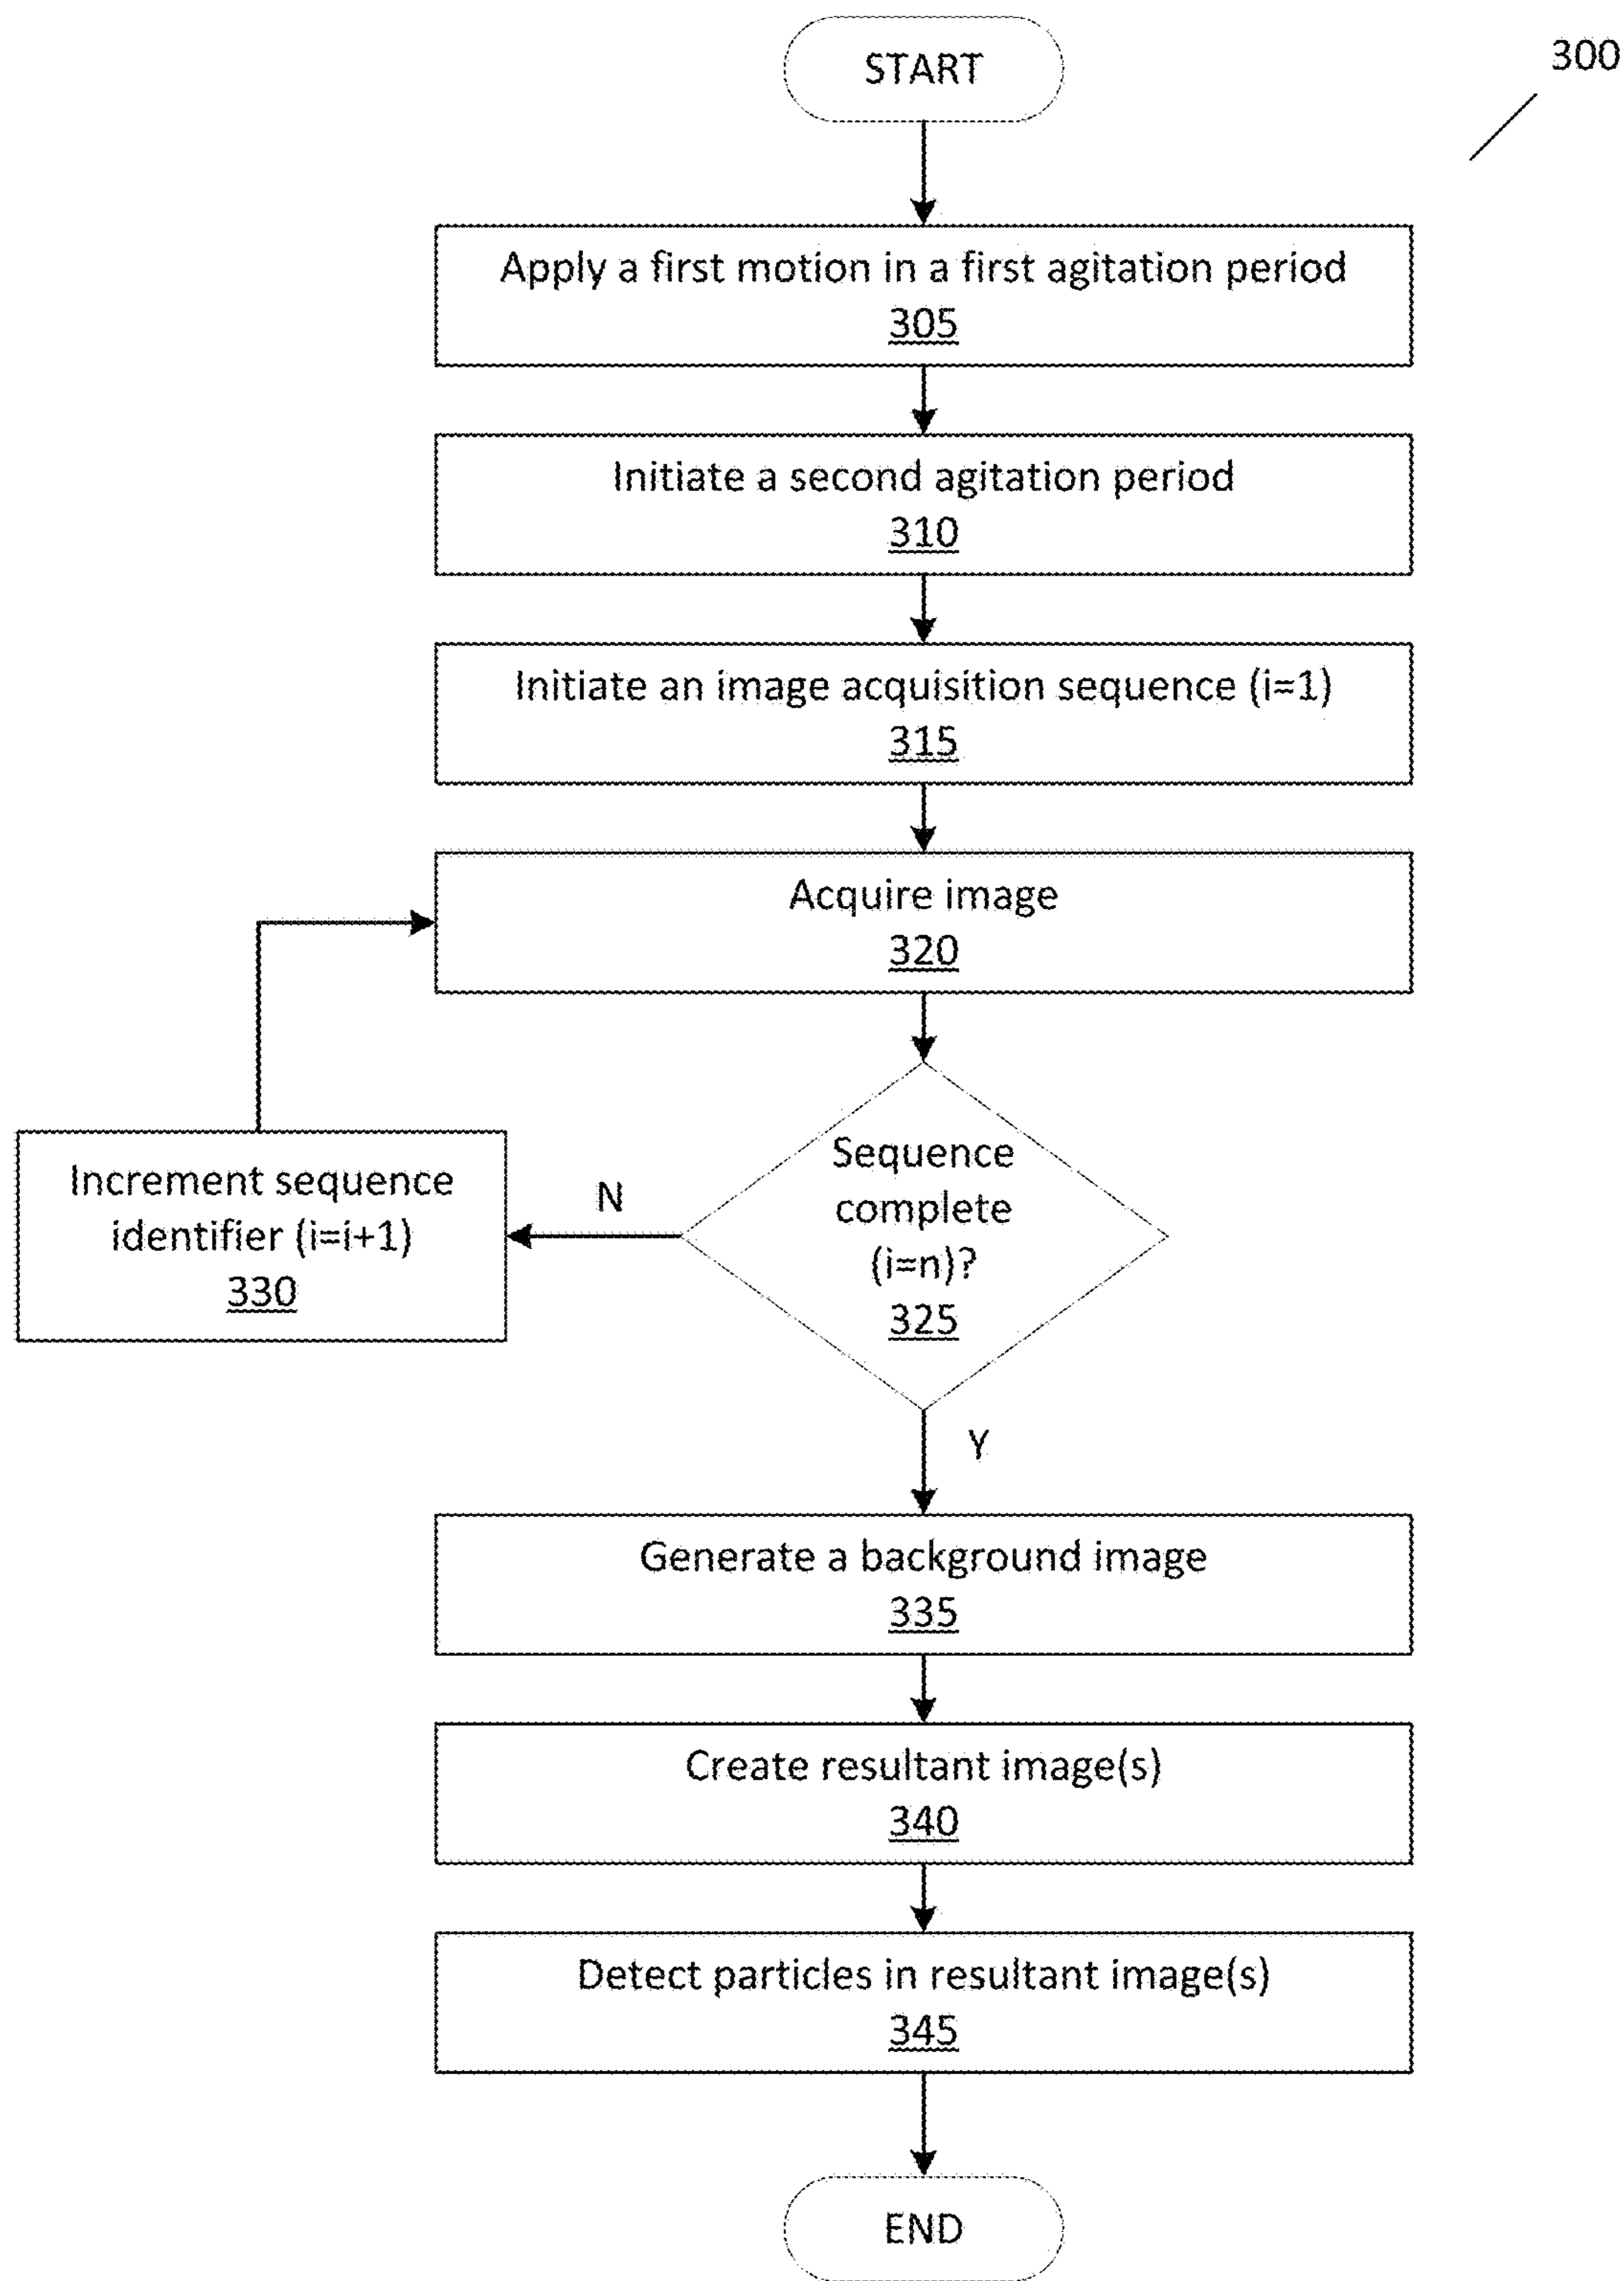 START
300
Apply a first motion in a first agitation period
305
Initiate a second agitation period
310
Initiate an image acquisition sequence (i=1)
315
Acquire image
320
Sequence
complete
(i=n)?
325
N
Increment sequence
identifier (i=i+1)
330
Y
Generate a background image
335
Create resultant image(s)
340
Detect particles in resultant image(s)
345
END